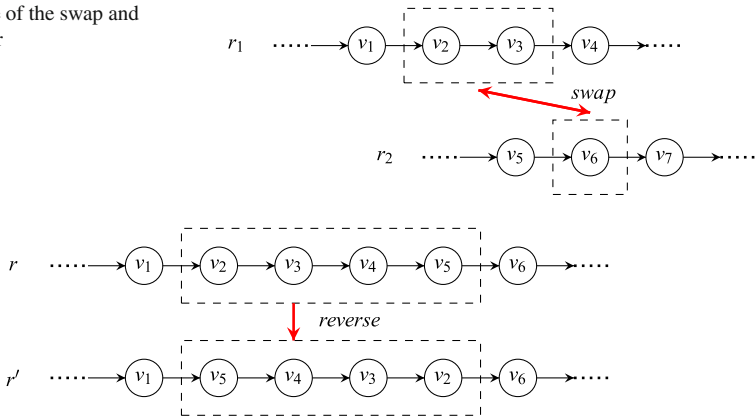 of the swap and
r
r1 ····· v1 v2 v3 v4 ·····
swap
r2 ····· v5 v6 v7 ·····
r ····· v1 v2 v3 v4 v5 v6 ·····
reverse
r′ ····· v1 v5 v4 v3 v2 v6 ·····